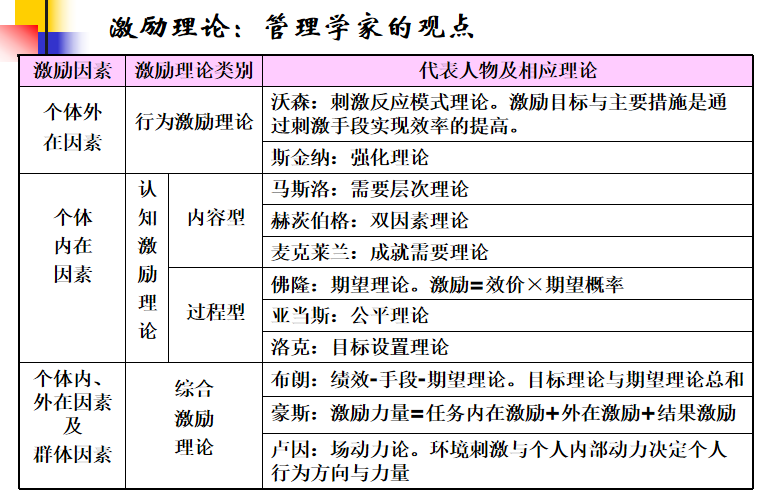 激励理论：管理学家的观点
激励因素 激励理论类别 代表人物及相应理论
个体外
在因素
行为激励理论
沃森：刺激反应模式理论。激励目标与主要措施是通
过刺激手段实现效率的提高。
斯金纳：强化理论
个体
内在
因素
认
知
激
励
理
论
内容型
马斯洛：需要层次理论
赫茨伯格：双因素理论
麦克莱兰：成就需要理论
过程型
佛隆：期望理论。激励=效价×期望概率
亚当斯：公平理论
洛克：目标设置理论
个体内、
外在因素
及
群体因素
综合
激励
理论
布朗：绩效-手段-期望理论。目标理论与期望理论总和
豪斯：激励力量=任务内在激励+外在激励+结果激励
卢因：场动力论。环境刺激与个人内部动力决定个人
行为方向与力量